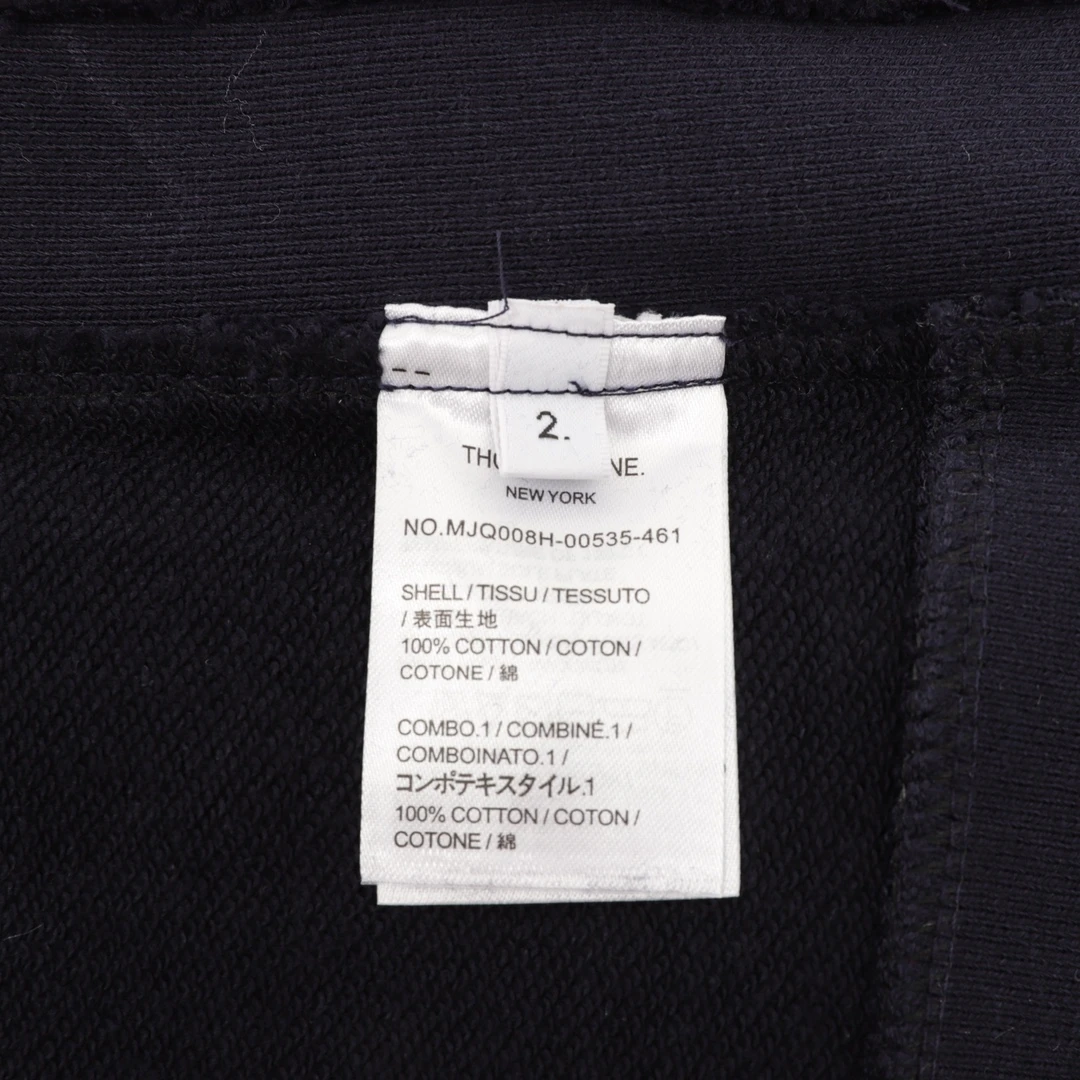 2.
NEW YORK
NO.MJQ008H-00535-461
SHELL / TISSU / TESSUTO
/ 表面生地
100% COTTON / COTON /
COTONE / 綿
COMBO.1 / COMBINÉ.1 /
COMBOINATO.1 /
コンポテキスタイル.1
100% COTTON / COTON /
COTONE / 綿